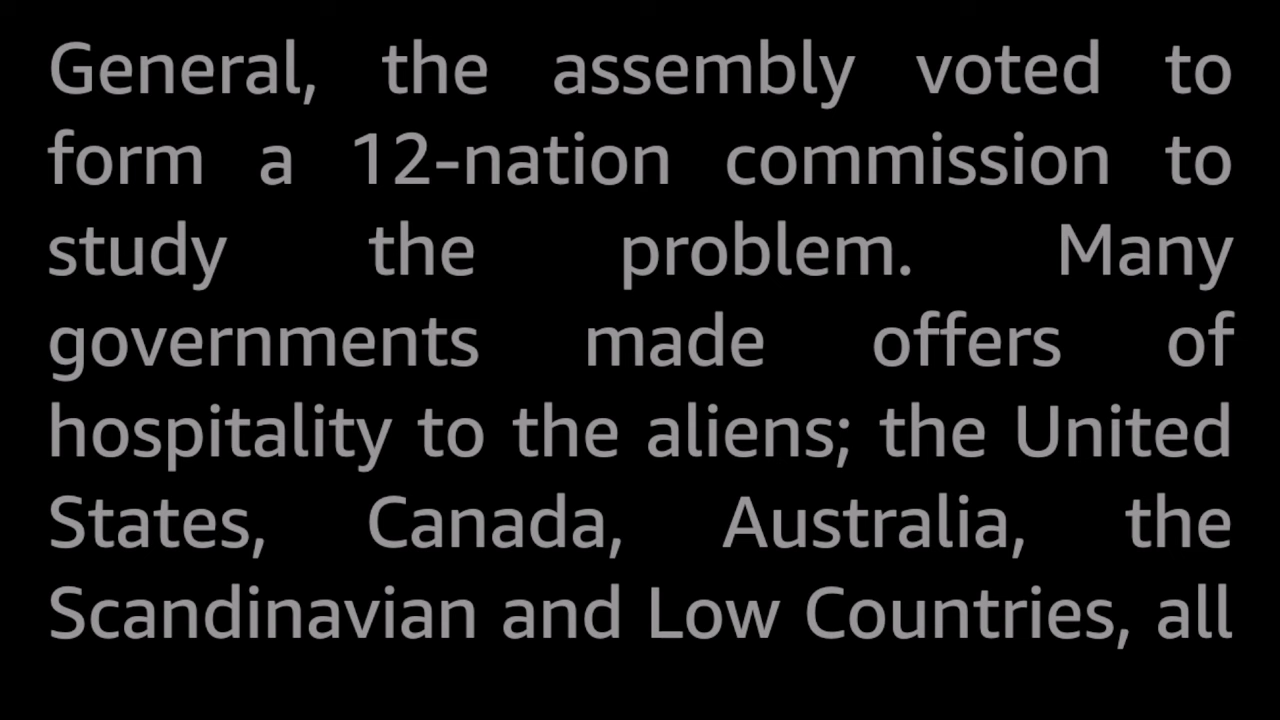 General, the assembly voted to
form a 12-nation commission to
study the problem. Many
governments made offers of
hospitality to the aliens; the United
States, Canada, Australia, the
Scandinavian and Low Countries, all